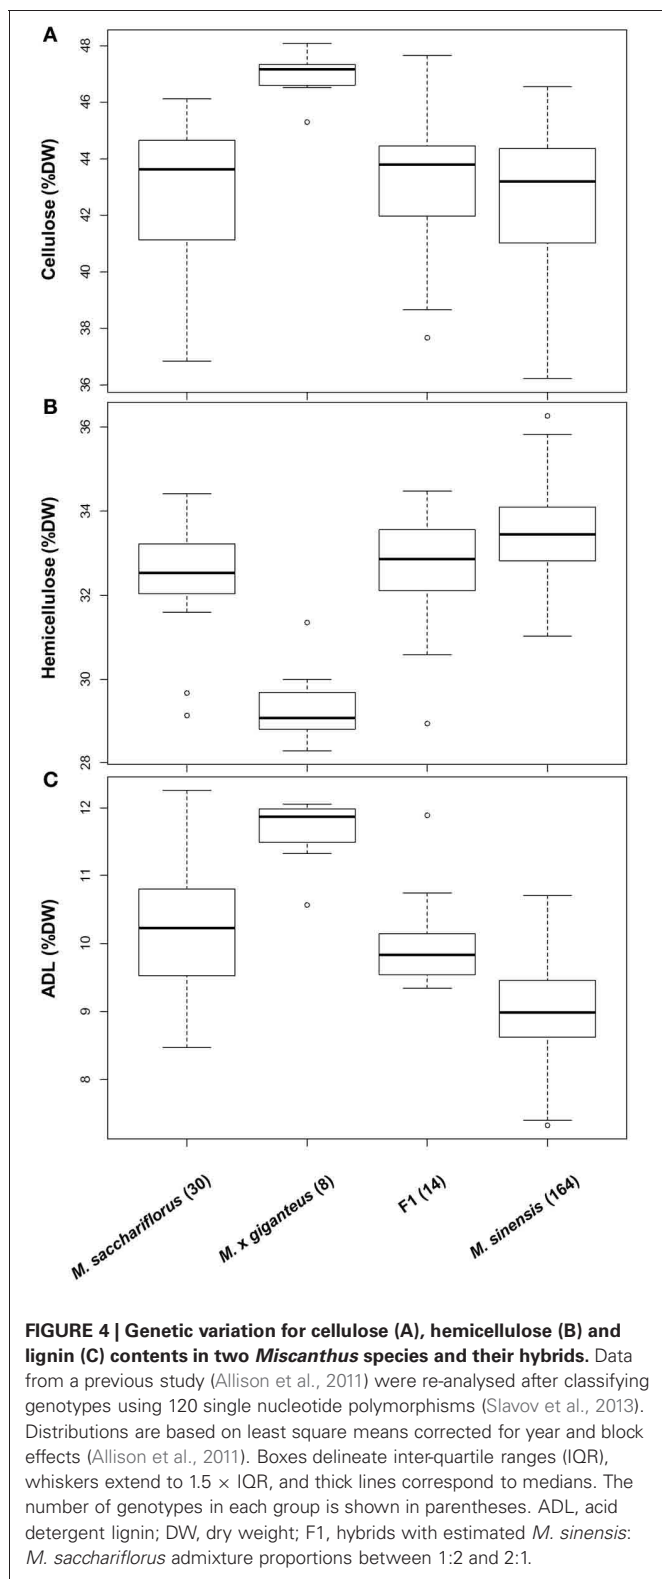 A
Cellulose (%DW)
48
46
44
42
40
38
36
B
Hemicellulose (%DW)
36
34
32
30
28
C
ADL (%DW)
12
11
10
9
8
M. sacchariflorus (30)
M. x giganteus (8)
F1 (14)
M. sinensis (164)
FIGURE 4 | Genetic variation for cellulose (A), hemicellulose (B) and
lignin (C) contents in two Miscanthus species and their hybrids. Data
from a previous study (Allison et al., 2011) were re-analysed after classifying
genotypes using 120 single nucleotide polymorphisms (Slavov et al., 2013).
Distributions are based on least square means corrected for year and block
effects (Allison et al., 2011). Boxes delineate inter-quartile ranges (IQR),
whiskers extend to 1.5 × IQR, and thick lines correspond to medians. The
number of genotypes in each group is shown in parentheses. ADL, acid
detergent lignin; DW, dry weight; F1, hybrids with estimated M. sinensis:
M. sacchariflorus admixture proportions between 1:2 and 2:1.